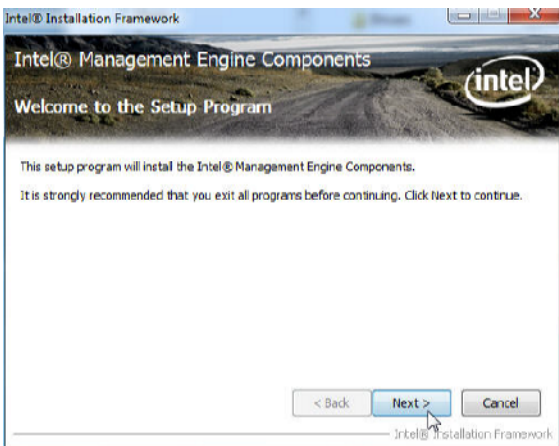 Intel® Installation Framework
Intel® Management Engine Components
intel
Welcome to the Setup Program
This setup program will install the Intel® Management Engine Components.
It is strongly recommended that you exit all programs before continuing. Click Next to continue.
< Back Next > Cancel
Intel® Installation Framework